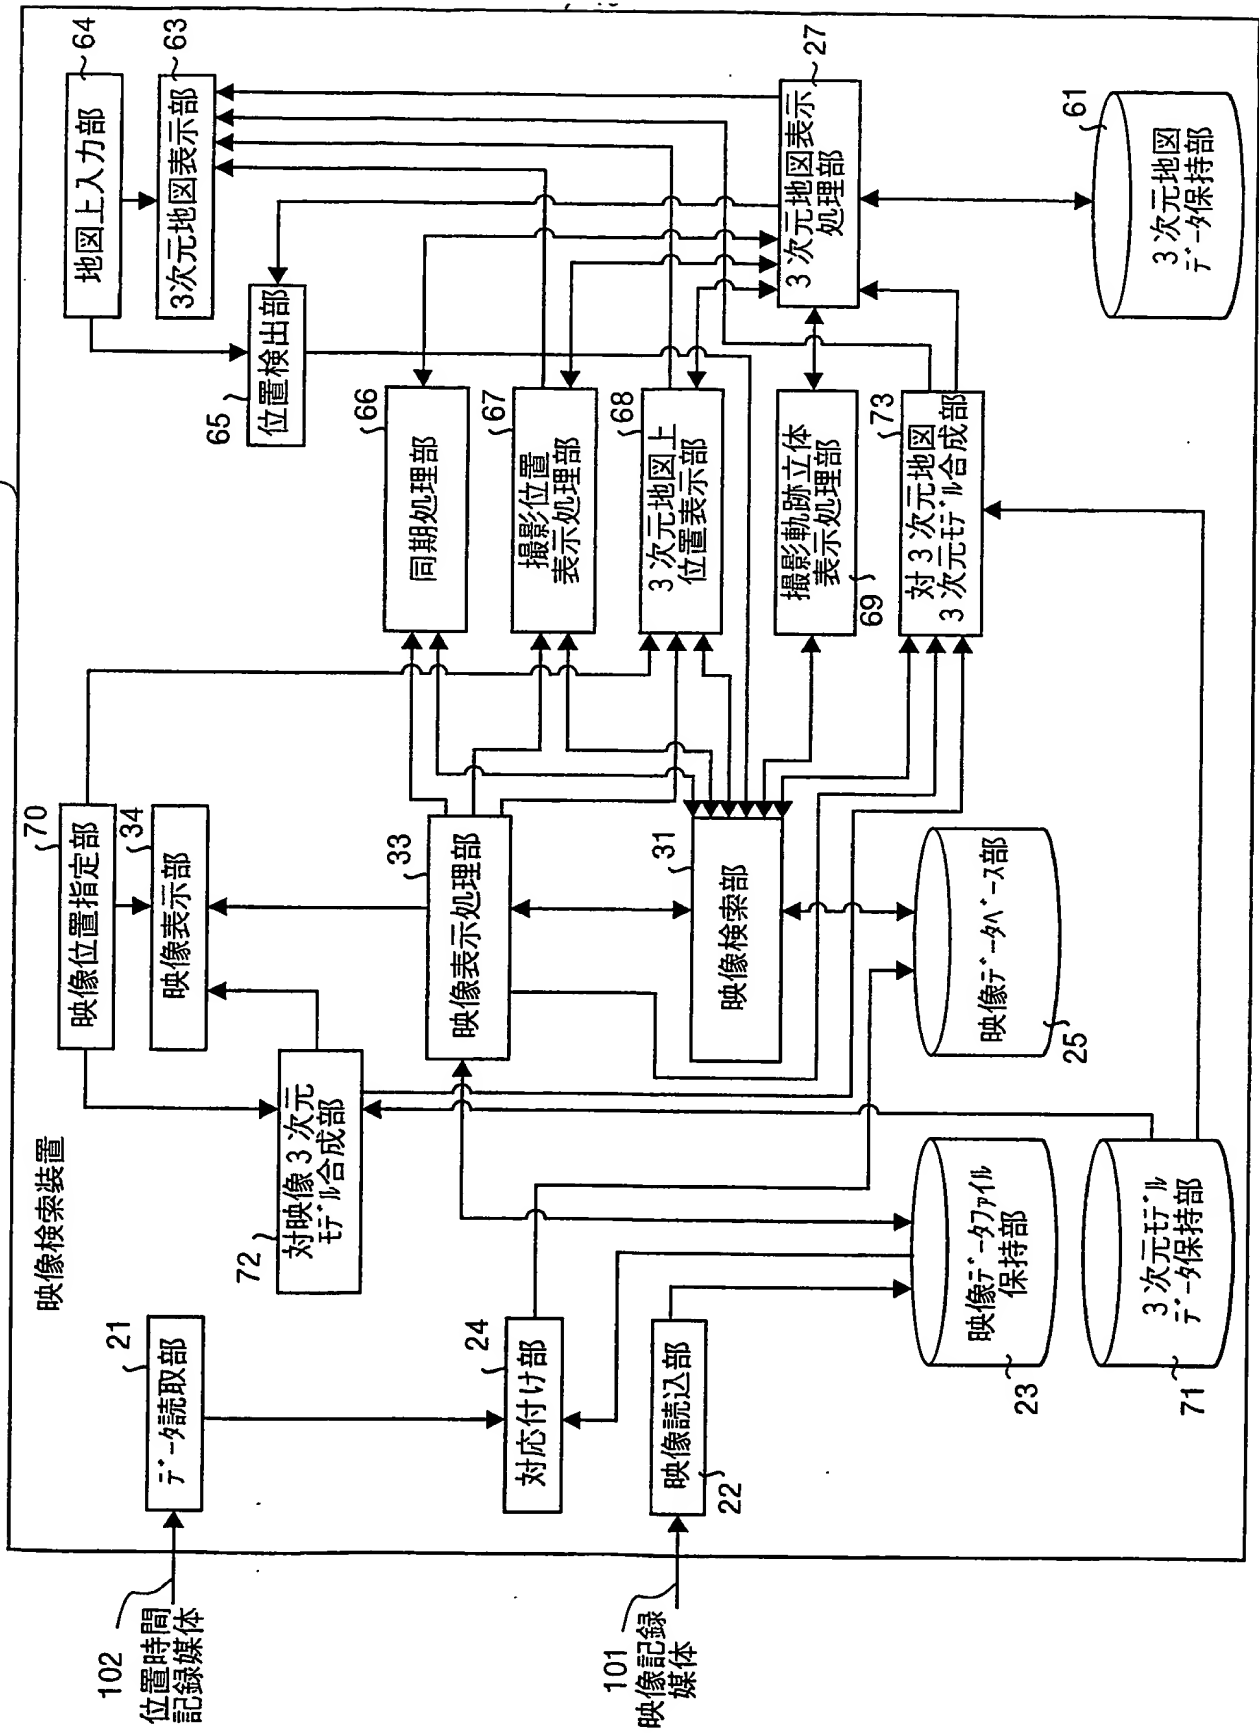 映像検索装置
102
位置時間
記録媒体
21
データ読取部
101
映像記録
媒体
22
映像読込部
24
対応付け部
23
映像データファイル
保持部
71
3次元モデル
データ保持部
72
対映像3次元
モデル合成部
70
映像位置指定部
34
映像表示部
33
映像表示処理部
31
映像検索部
25
映像データベース部
64
地図上入力部
63
3次元地図表示部
65
位置検出部
66
同期処理部
67
撮影位置
表示処理部
68
3次元地図上
位置表示部
69
撮影軌跡立体
表示処理部
73
対3次元地図
3次元モデル合成部
27
3次元地図表示
処理部
61
3次元地図
データ保持部